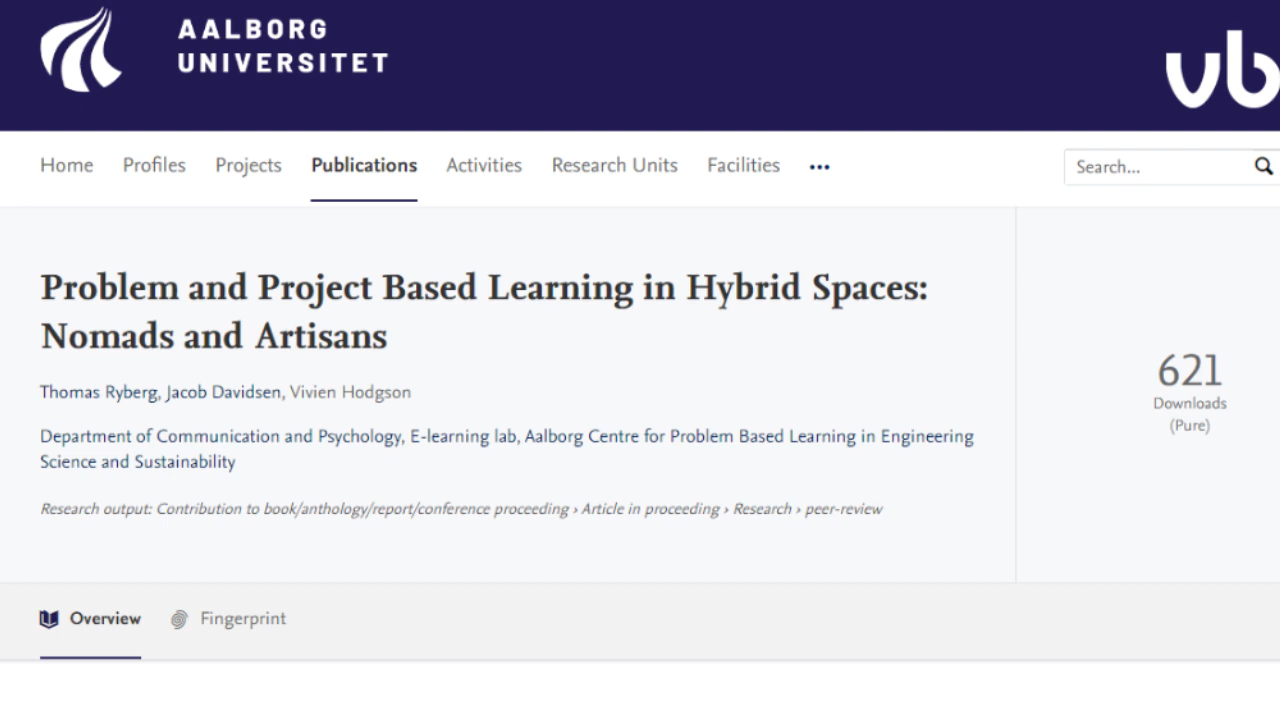 AALBORG
UNIVERSITET
vb
Home Profiles Projects Publications Activities Research Units Facilities ••• Search...
Problem and Project Based Learning in Hybrid Spaces:
Nomads and Artisans
Thomas Ryberg, Jacob Davidsen, Vivien Hodgson
Department of Communication and Psychology, E-learning lab, Aalborg Centre for Problem Based Learning in Engineering
Science and Sustainability
Research output: Contribution to book/anthology/report/conference proceeding › Article in proceeding › Research › peer-review
621
Downloads
(Pure)
Overview Fingerprint